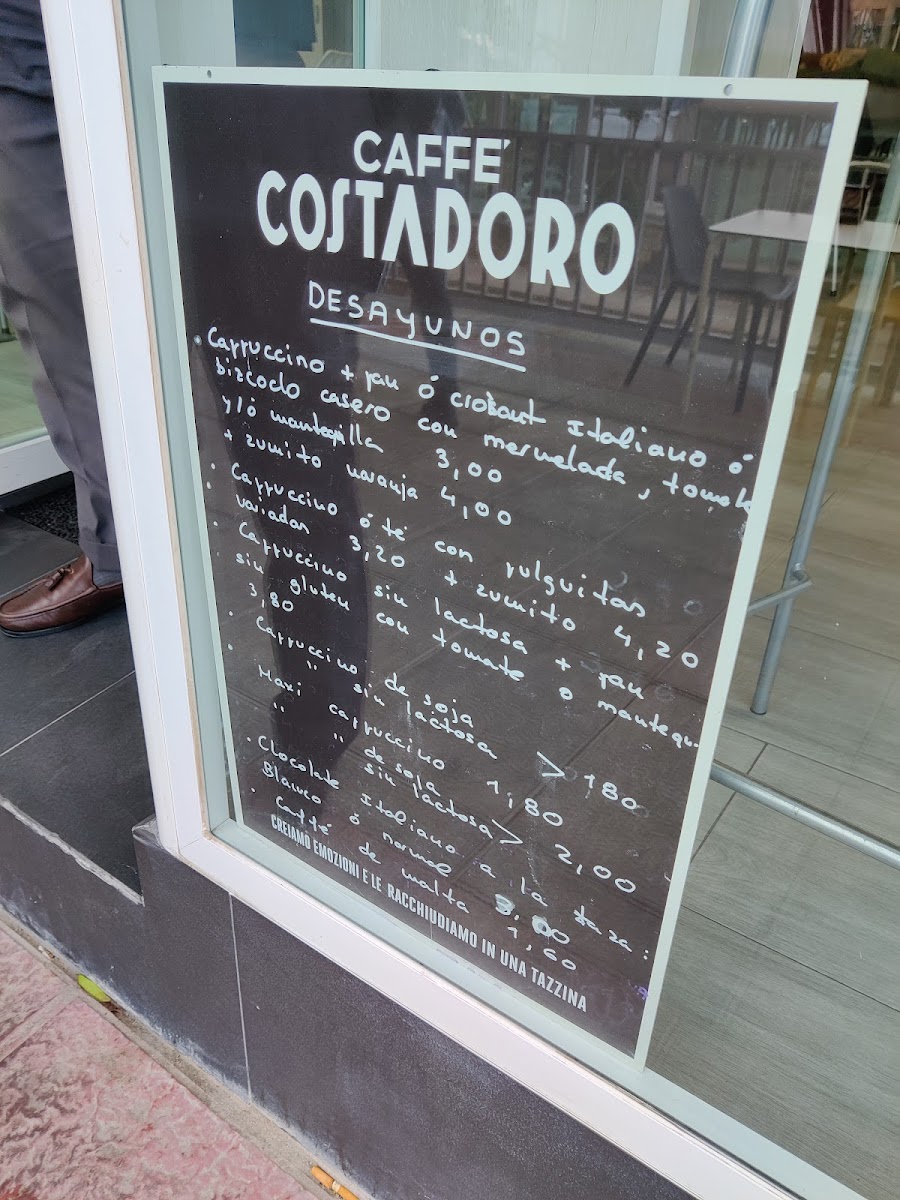 CAFFE'
COSTADORO
DESAYUNOS
• Cappuccino + pan ó croisant Italiano ó
bizcocho casero con mermelada, tomate
y/ó mantequilla 3,00
+ zumito naranja 4,00
• Cappuccino ó té con pulguitas
variadas 3,20 + zumito 4,20
• Cappuccino sin lactosa + pan
sin gluten con tomate o mantequ.
3,80
• Cappuccino de soja
" sin lactosa > 1,80
• Maxi cappuccino 1,80
" " de soja
sin lactosa > 2,00
• Chocolate Italiano a la taza:
Blanco ó normal 3,00
• Caffé de malta 1,60
CREIAMO EMOZIONI E LE RACCHIUDIAMO IN UNA TAZZINA